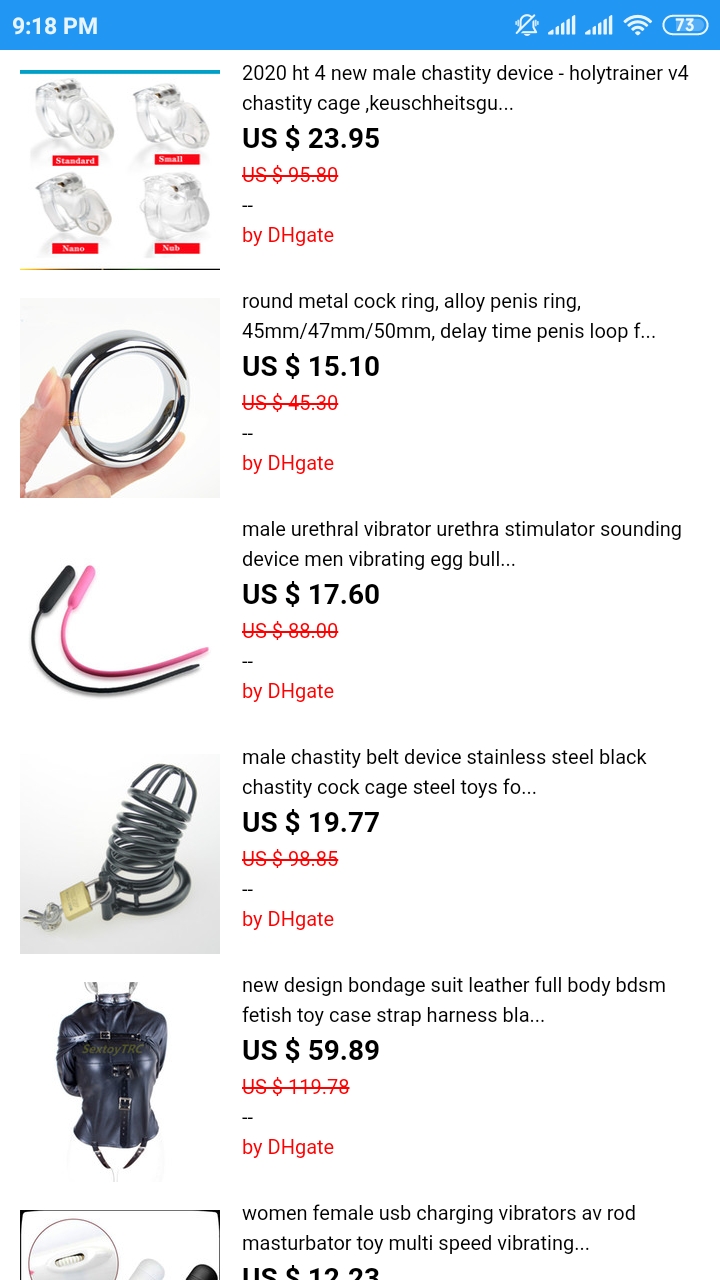 9:18 PM
73
2020 ht 4 new male chastity device - holytrainer v4
chastity cage ,keuschheitsgu...
US $ 23.95
US $ 95.80
--
by DHgate
Standard
Small
Nano
Nub
round metal cock ring, alloy penis ring,
45mm/47mm/50mm, delay time penis loop f...
US $ 15.10
US $ 45.30
--
by DHgate
male urethral vibrator urethra stimulator sounding
device men vibrating egg bull...
US $ 17.60
US $ 88.00
--
by DHgate
male chastity belt device stainless steel black
chastity cock cage steel toys fo...
US $ 19.77
US $ 98.85
--
by DHgate
new design bondage suit leather full body bdsm
fetish toy case strap harness bla...
US $ 59.89
US $ 119.78
--
by DHgate
SextoyTRC
women female usb charging vibrators av rod
masturbator toy multi speed vibrating...
US $ 12.23